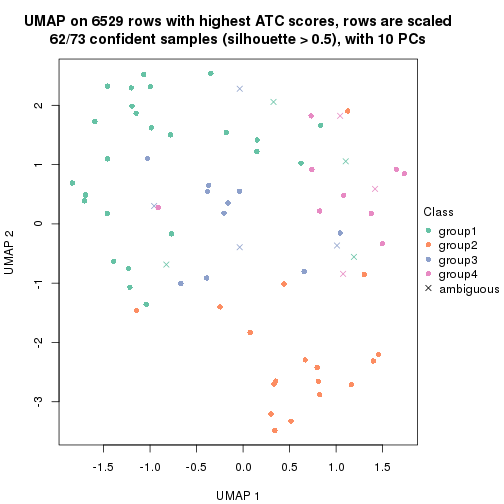 UMAP on 6529 rows with highest ATC scores, rows are scaled
62/73 confident samples (silhouette > 0.5), with 10 PCs
UMAP 2
2
1
0
-1
-2
-3
-1.5 -1.0 -0.5 0.0 0.5 1.0 1.5
UMAP 1
Class
group1
group2
group3
group4
ambiguous